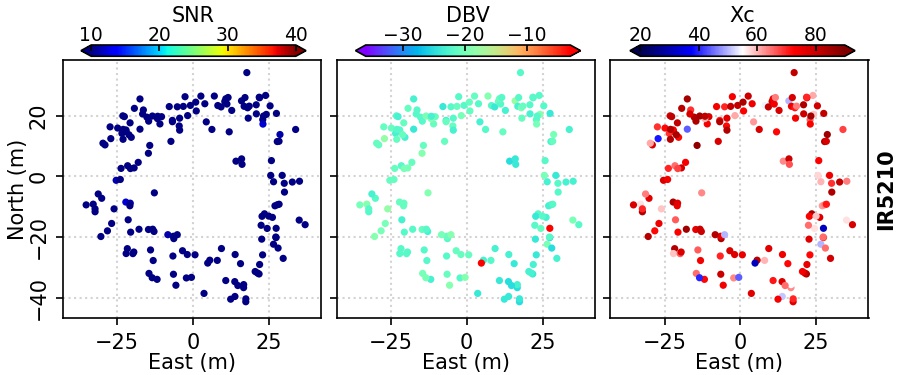 SNR DBV Xc
10 20 30 40 −30 −20 −10 20 40 60 80
20
0
−20
−40
North (m)
IR5210
−25 0 25 −25 0 25 −25 0 25
East (m) East (m) East (m)